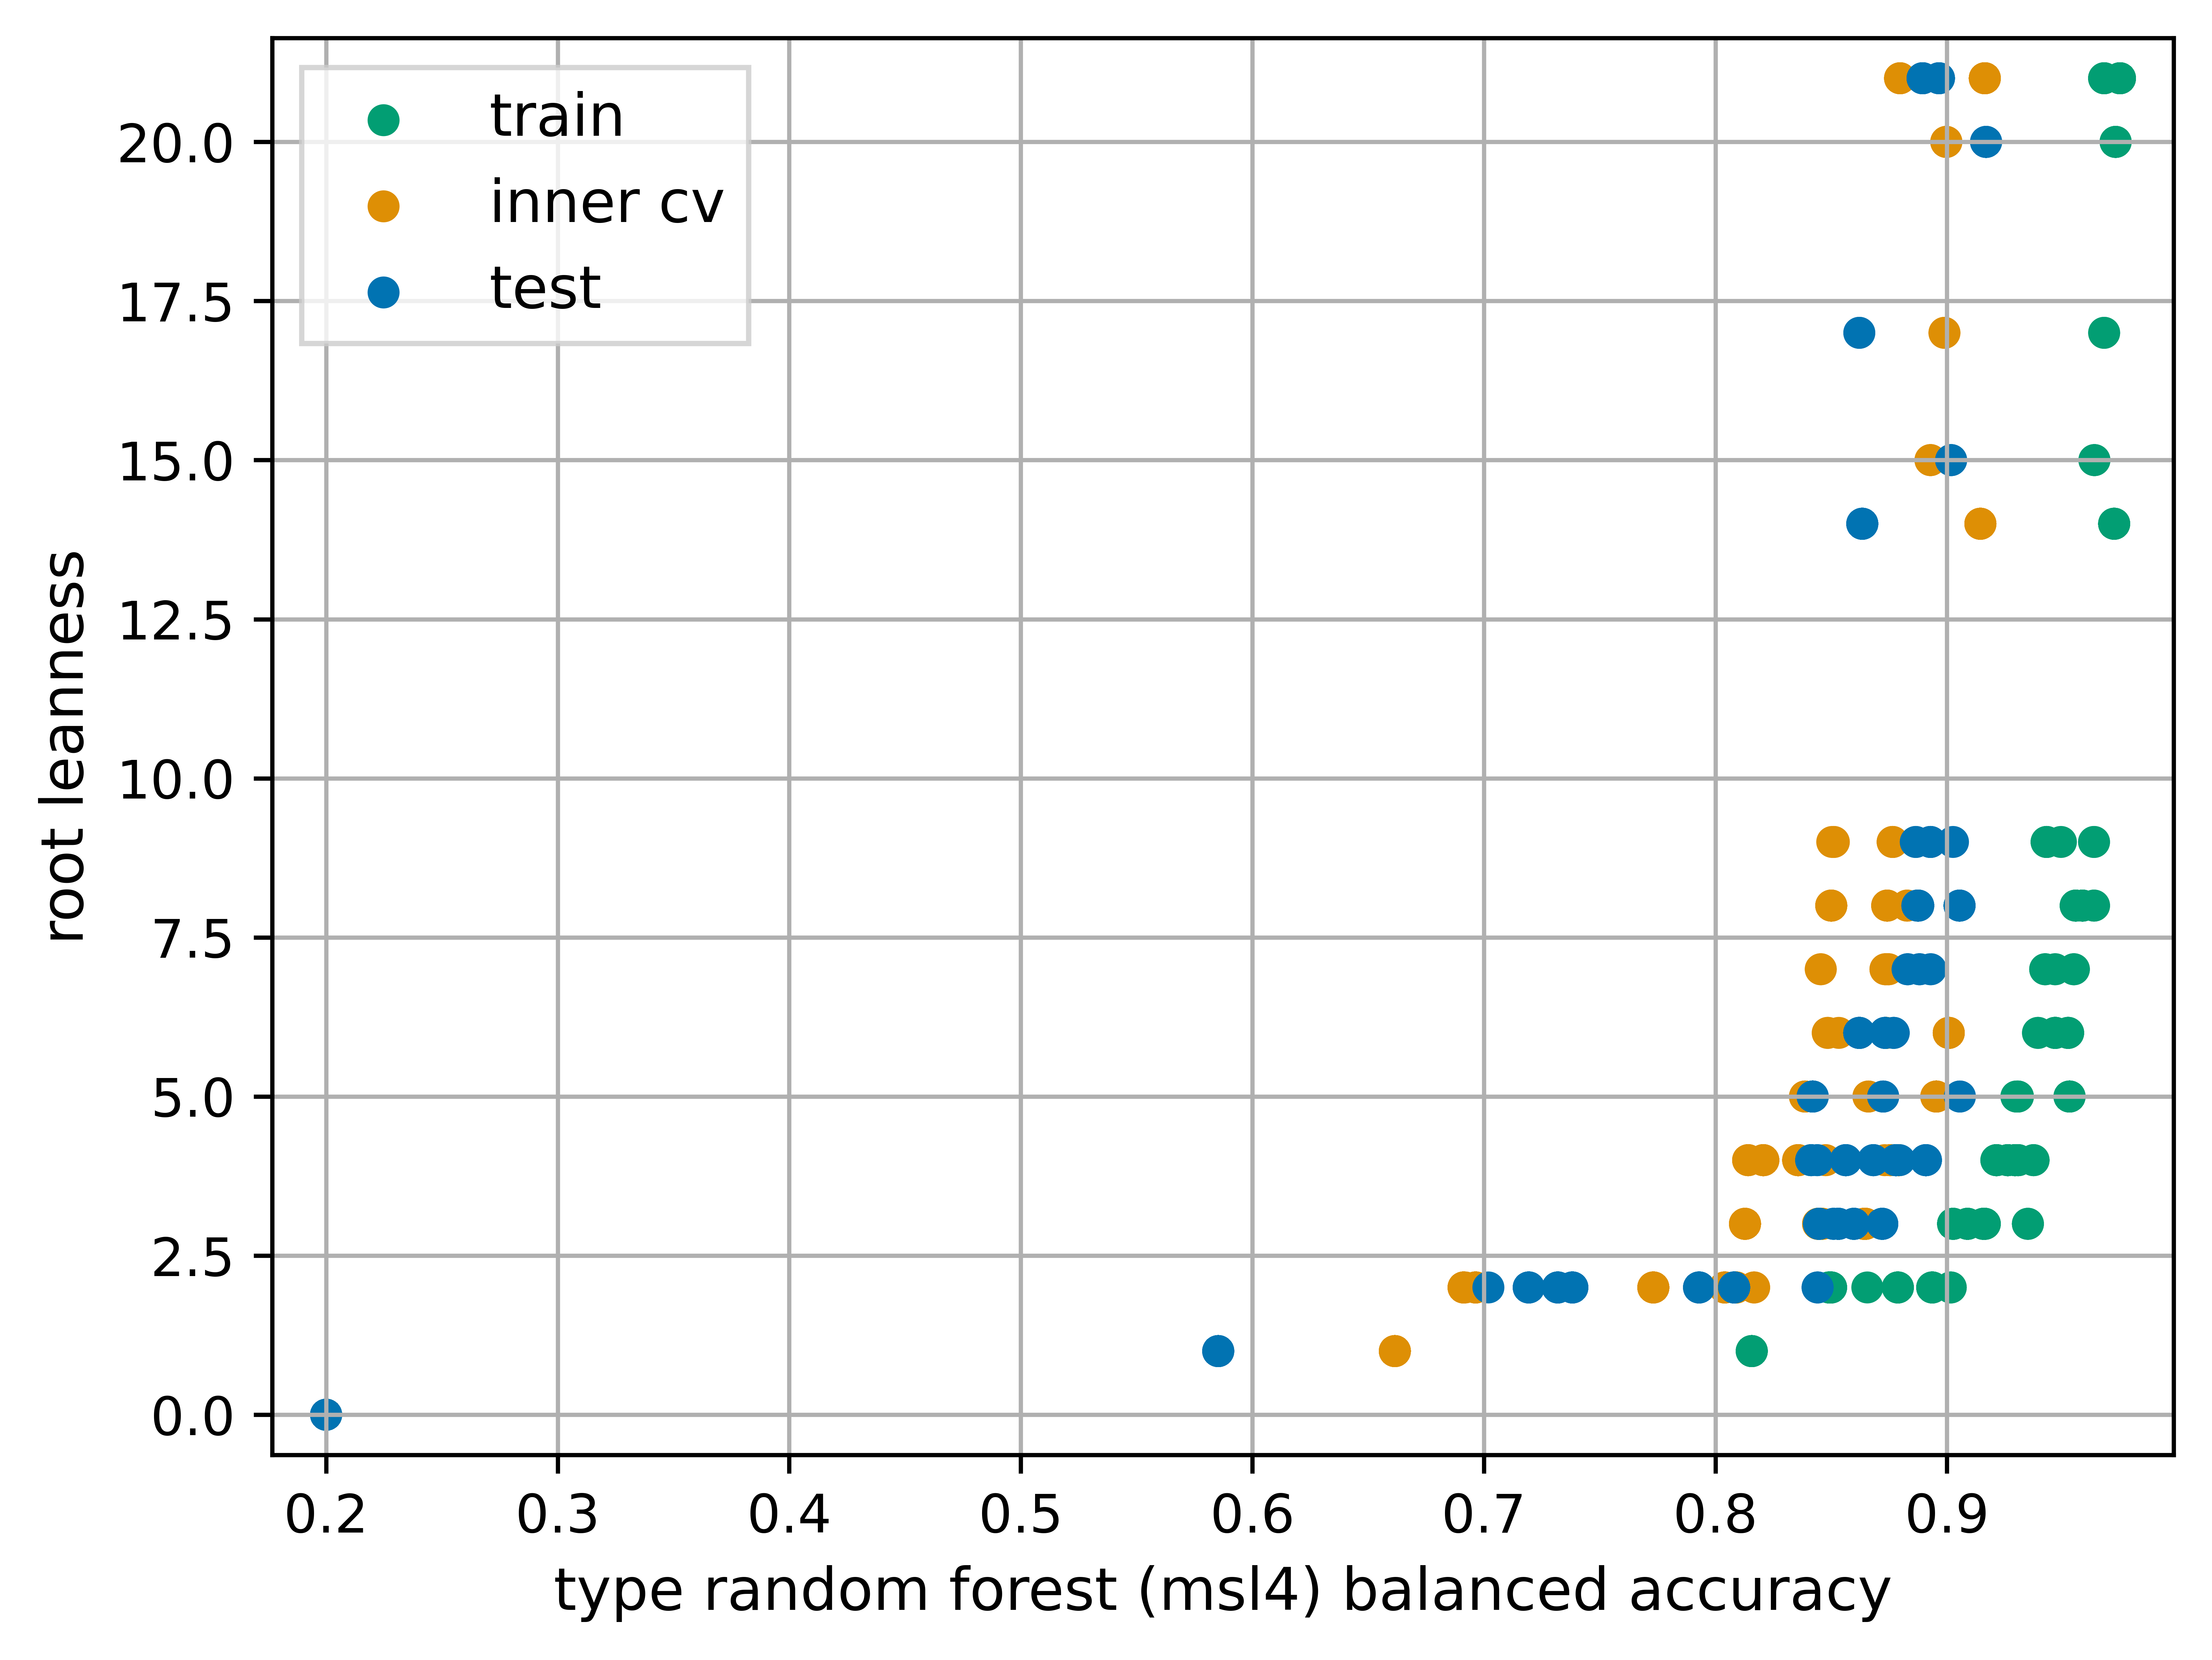 train
inner cv
test
20.0
17.5
15.0
12.5
10.0
7.5
5.0
2.5
0.0
root leanness
0.2 0.3 0.4 0.5 0.6 0.7 0.8 0.9
type random forest (msl4) balanced accuracy